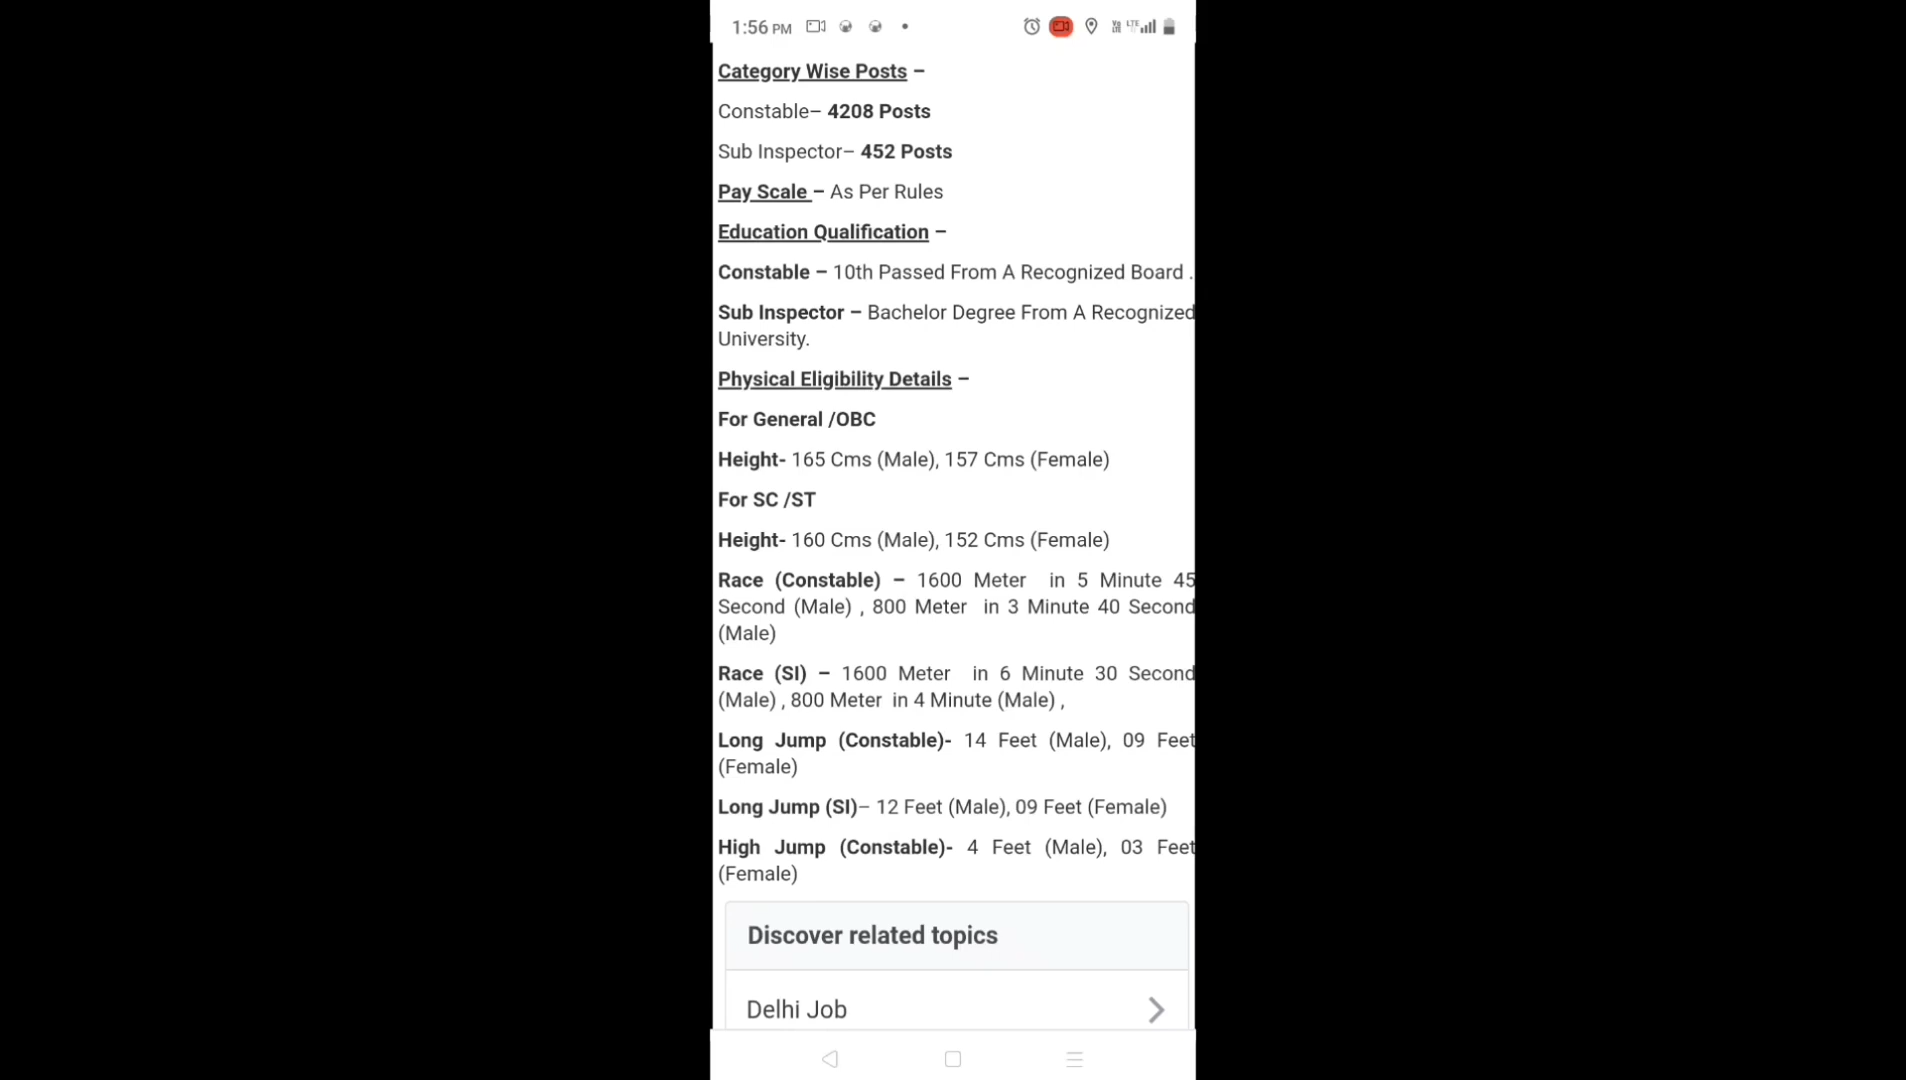 1:56 PM
Category Wise Posts –
Constable– 4208 Posts
Sub Inspector– 452 Posts
Pay Scale – As Per Rules
Education Qualification –
Constable – 10th Passed From A Recognized Board .
Sub Inspector – Bachelor Degree From A Recognized
University.
Physical Eligibility Details –
For General /OBC
Height- 165 Cms (Male), 157 Cms (Female)
For SC /ST
Height- 160 Cms (Male), 152 Cms (Female)
Race (Constable) – 1600 Meter in 5 Minute 45
Second (Male) , 800 Meter in 3 Minute 40 Second
(Male)
Race (SI) – 1600 Meter in 6 Minute 30 Second
(Male) , 800 Meter in 4 Minute (Male) ,
Long Jump (Constable)- 14 Feet (Male), 09 Feet
(Female)
Long Jump (SI)– 12 Feet (Male), 09 Feet (Female)
High Jump (Constable)- 4 Feet (Male), 03 Feet
(Female)
Discover related topics
Delhi Job